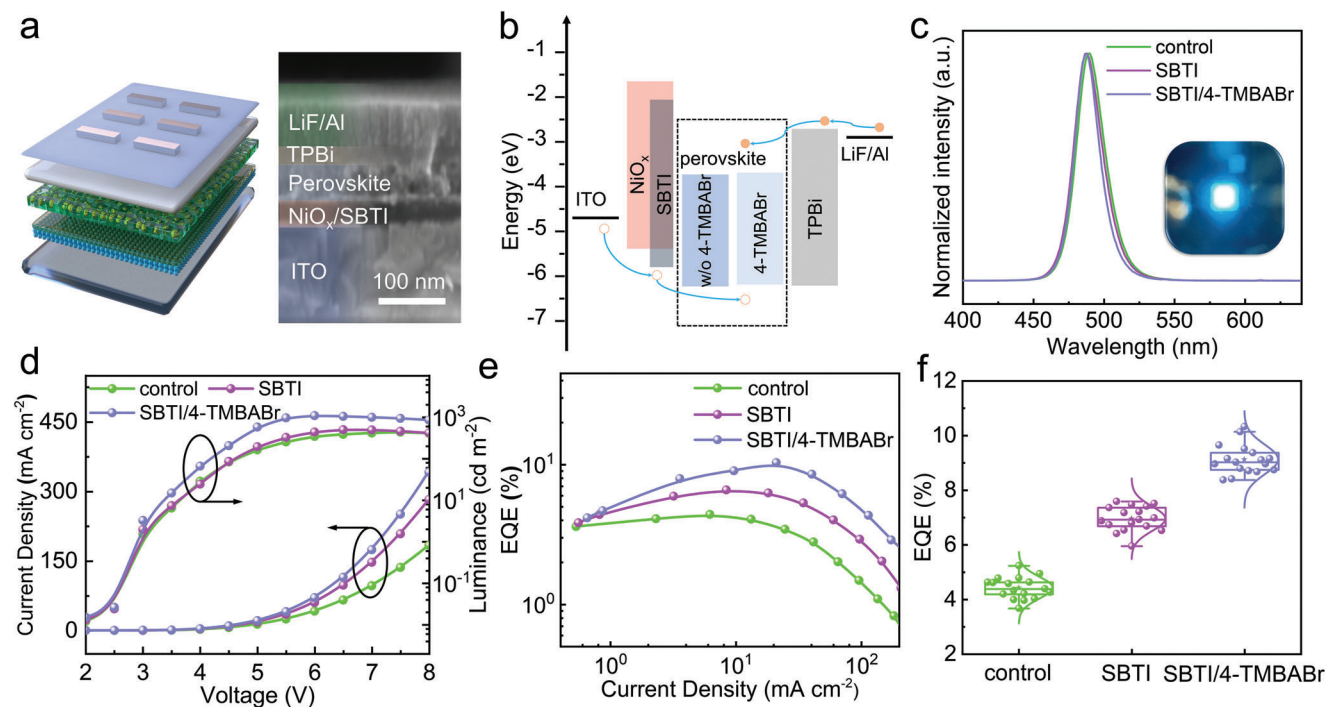 a
LiF/Al
TPBi
Perovskite
NiOx/SBTI
ITO
100 nm
b
Energy (eV)
-1
-2
-3
-4
-5
-6
-7
ITO
NiOx
SBTI
perovskite
w/o 4-TMBABr
4-TMBABr
TPBi
LiF/Al
c
Normalized intensity (a.u.)
control
SBTI
SBTI/4-TMBABr
400 450 500 550 600
Wavelength (nm)
d
control SBTI
SBTI/4-TMBABr
Current Density (mA cm-2)
450
300
225
150
75
0
Luminance (cd m-2)
10³
10²
10¹
10⁻¹
2 3 4 5 6 7 8
Voltage (V)
e
control
SBTI
SBTI/4-TMBABr
EQE (%)
10¹
10⁰
10⁰ 10¹ 10²
Current Density (mA cm-2)
f
EQE (%)
12
10
8
6
4
2
control SBTI SBTI/4-TMBABr